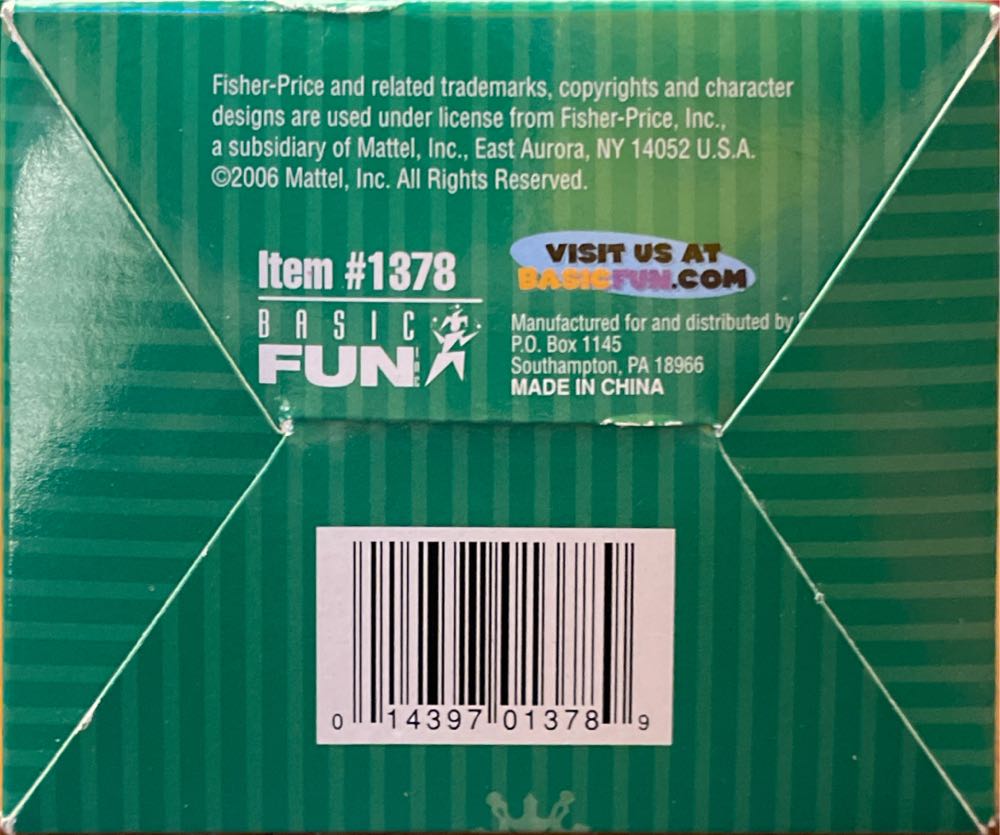 Fisher-Price and related trademarks, copyrights and character
designs are used under license from Fisher-Price, Inc.,
a subsidiary of Mattel, Inc., East Aurora, NY 14052 U.S.A.
©2006 Mattel, Inc. All Rights Reserved.
Item #1378
BASIC
FUN INC
VISIT US AT
BASICFUN.COM
Manufactured for and distributed by
P.O. Box 1145
Southampton, PA 18966
MADE IN CHINA
0 14397 01378 9